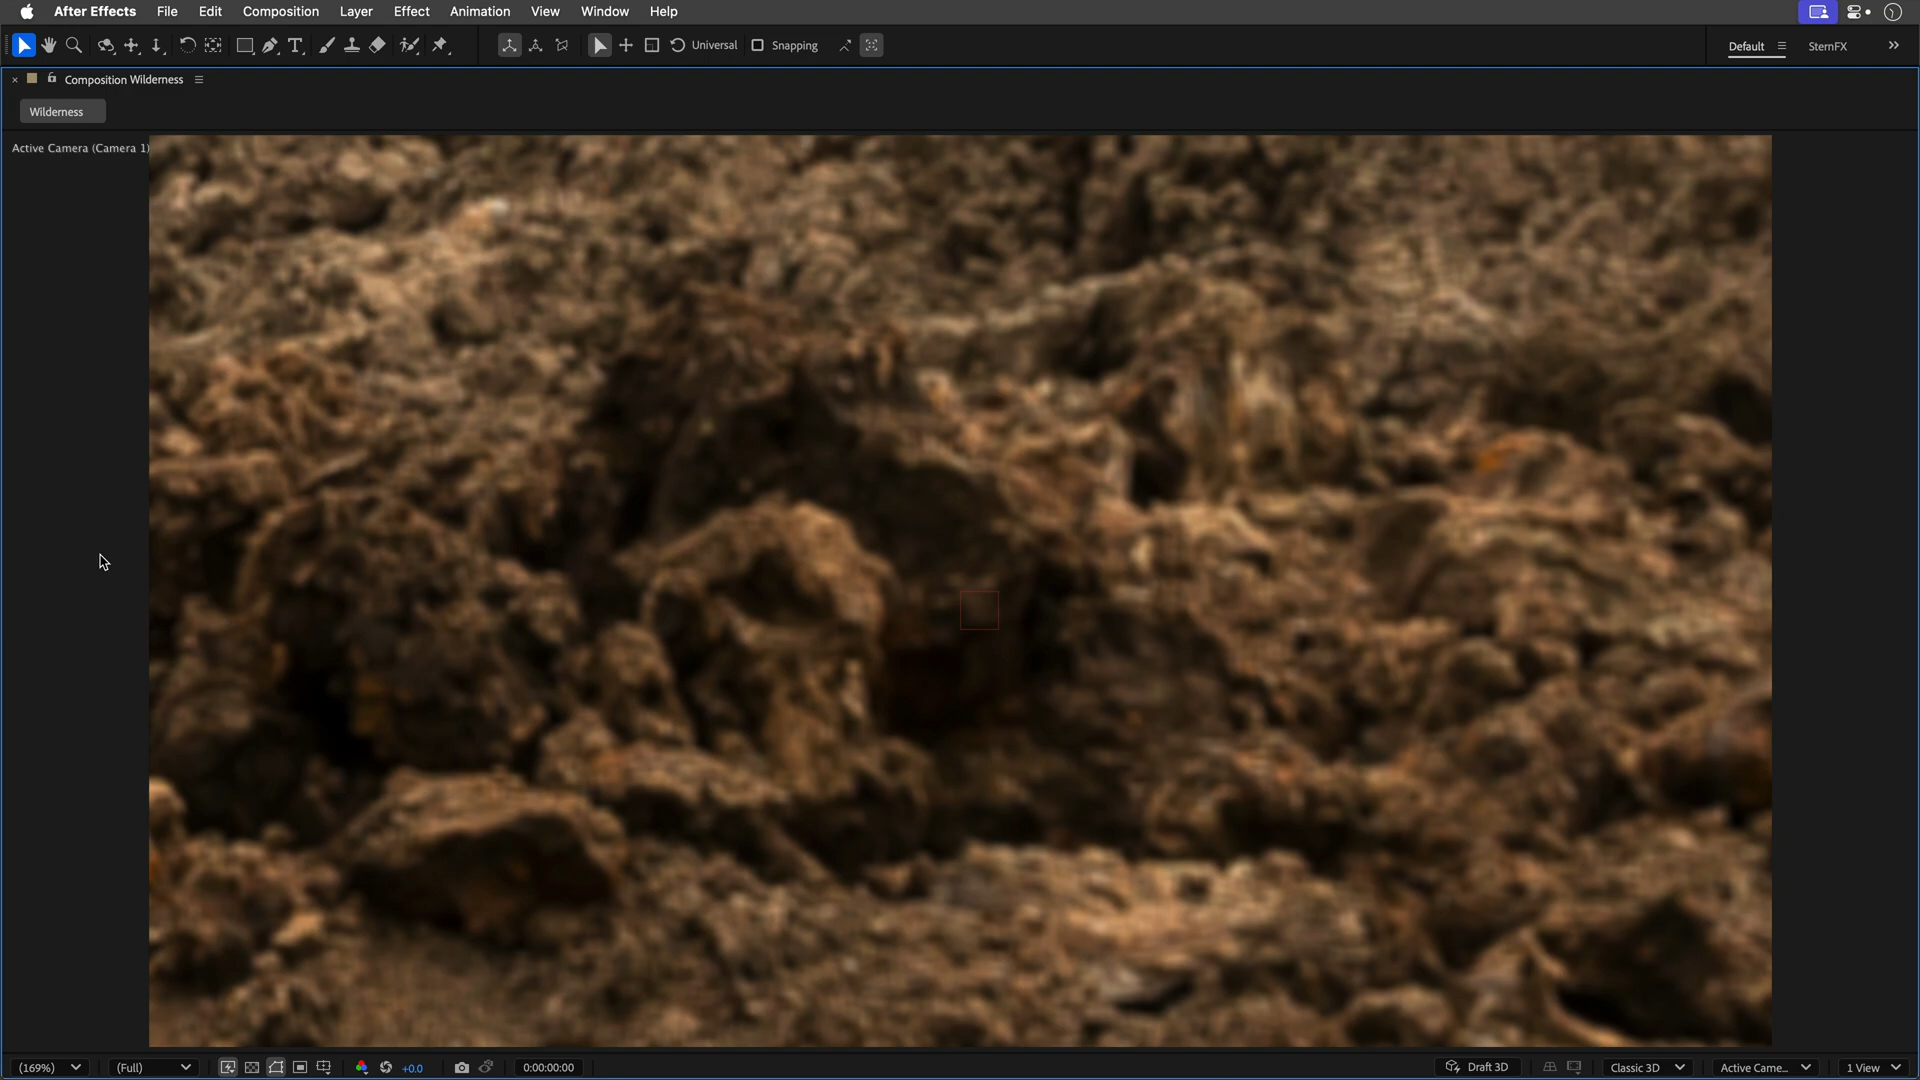 After Effects File Edit Composition Layer Effect Animation View Window Help
Universal Snapping Default SternFX
Composition Wilderness
Wilderness
Active Camera (Camera 1)
(169%) (Full) +0.0 0:00:00:00 Draft 3D Classic 3D Active Came... 1 View